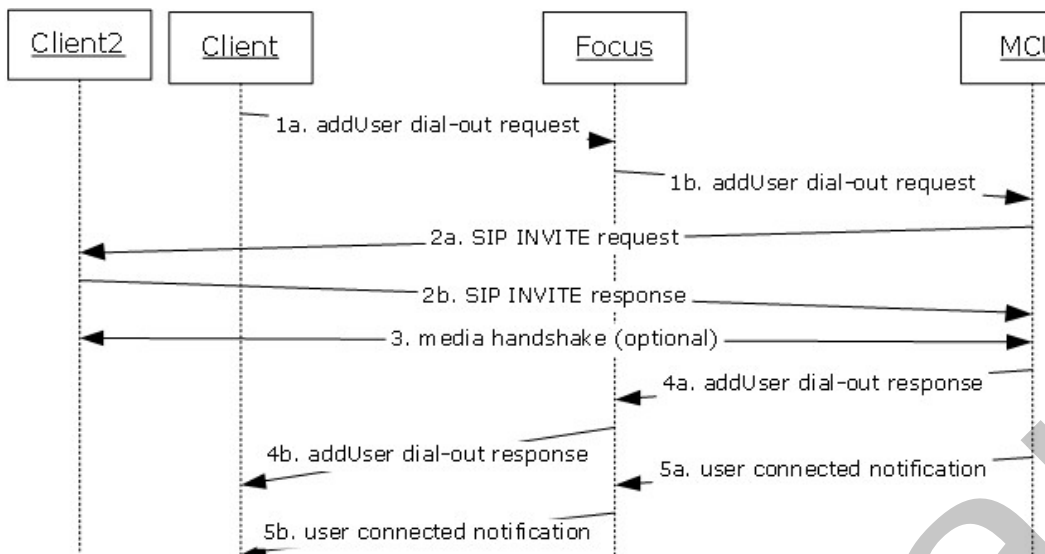 Client2
Client
Focus
MCU
1a. addUser dial-out request
1b. addUser dial-out request
2a. SIP INVITE request
2b. SIP INVITE response
3. media handshake (optional)
4a. addUser dial-out response
4b. addUser dial-out response
5a. user connected notification
5b. user connected notification